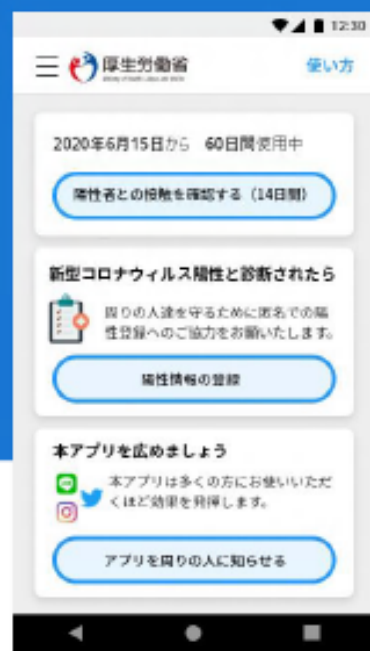 12:30
厚生労働省
使い方
2020年6月15日から 60日間使用中
陽性者との接触を確認する(14日間)
新型コロナウィルス陽性と診断されたら
周りの人達を守るために匿名での陽
性登録へのご協力をお願いいたします。
陽性情報の登録
本アプリを広めましょう
本アプリは多くの方にお使いいただ
くほど効果を発揮します。
アプリを周りの人に知らせる